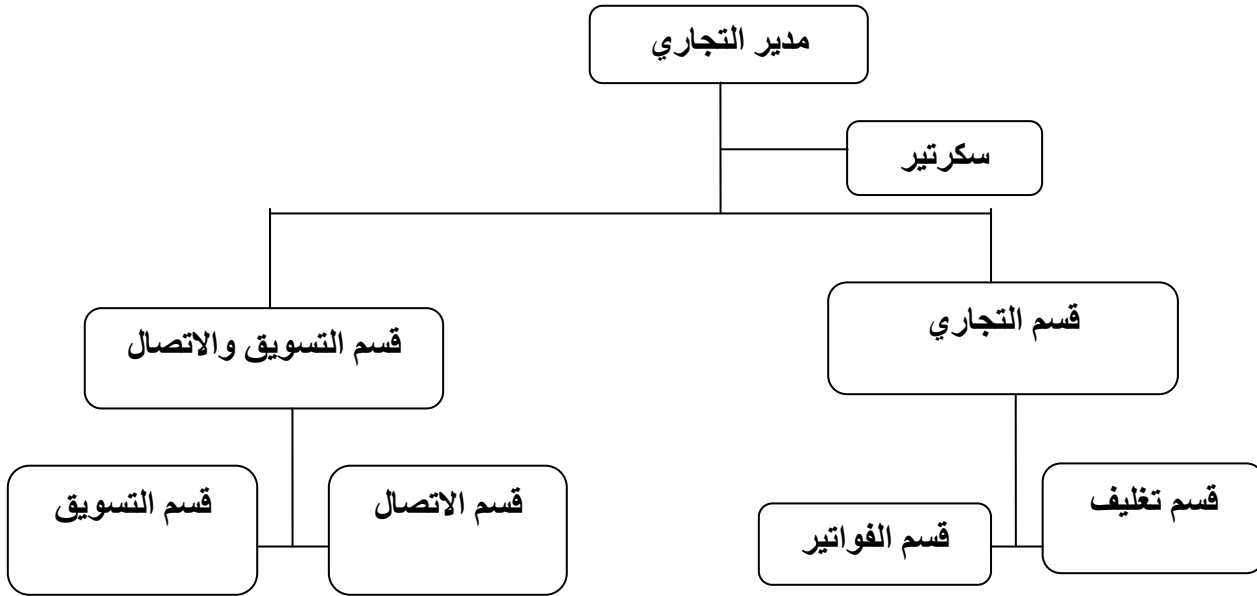 مدير التجاري
سكرتير
قسم التجاري
قسم التسويق والاتصال
قسم تغليف
قسم الفواتير
قسم الاتصال
قسم التسويق